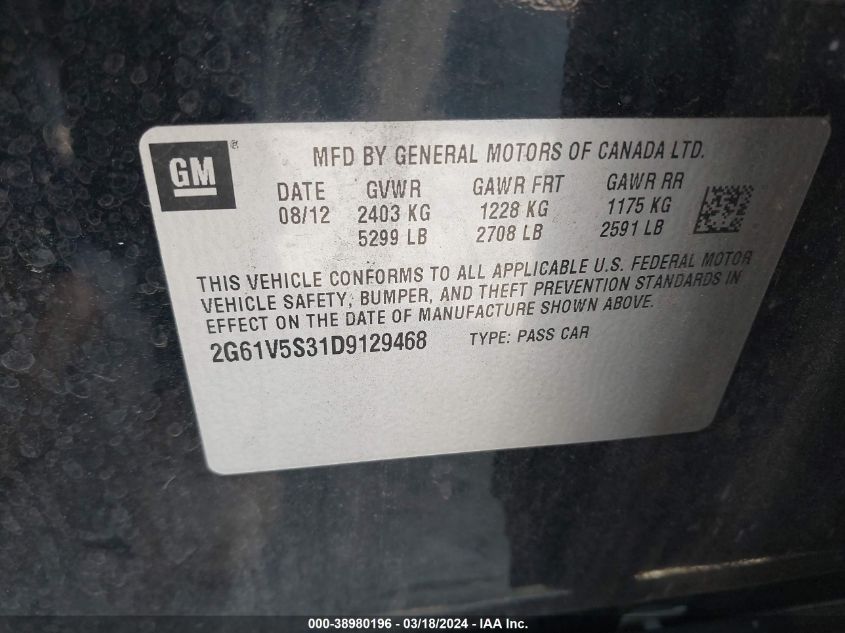 GM®
MFD BY GENERAL MOTORS OF CANADA LTD.
DATE GVWR GAWR FRT GAWR RR
08/12 2403 KG 1228 KG 1175 KG
5299 LB 2708 LB 2591 LB
THIS VEHICLE CONFORMS TO ALL APPLICABLE U.S. FEDERAL MOTOR
VEHICLE SAFETY, BUMPER, AND THEFT PREVENTION STANDARDS IN
EFFECT ON THE DATE OF MANUFACTURE SHOWN ABOVE.
2G61V5S31D9129468 TYPE: PASS CAR
000-38980196 - 03/18/2024 - IAA Inc.